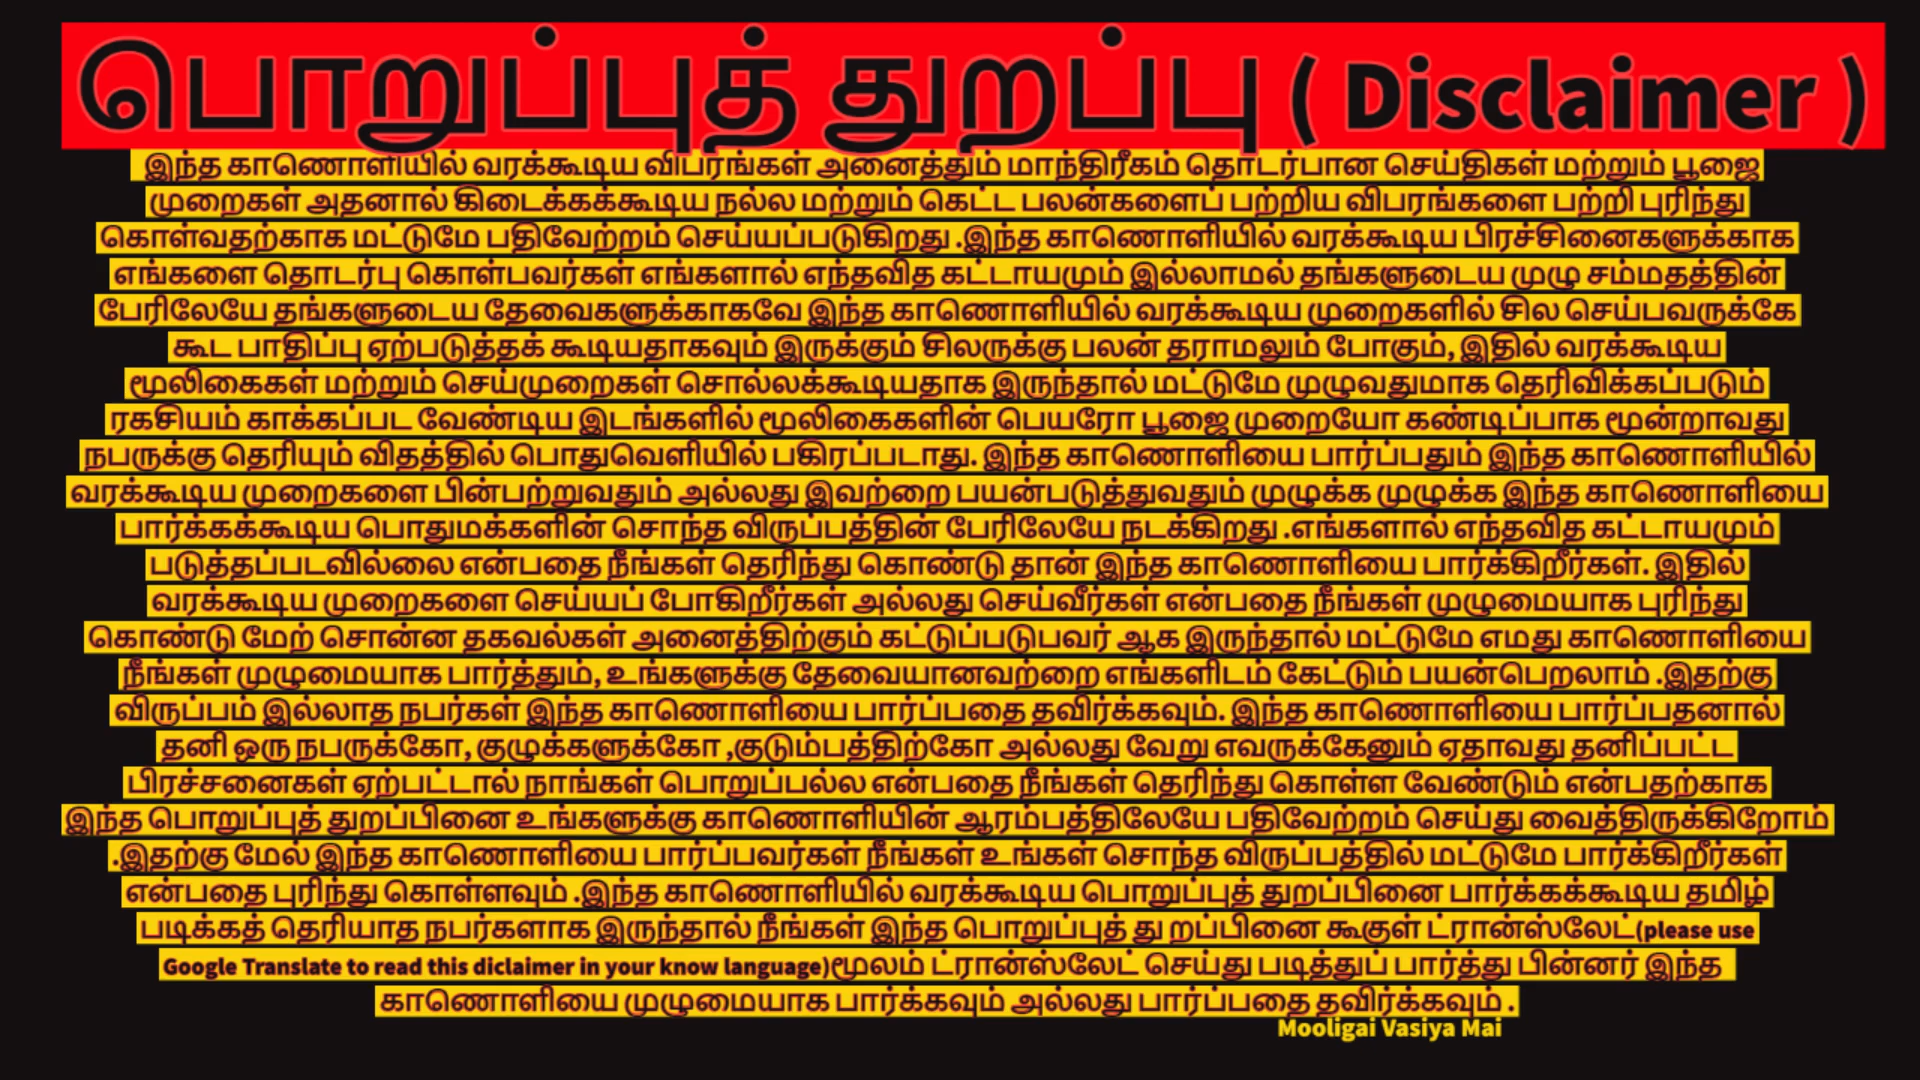 பொறுப்புத் துறப்பு ( Disclaimer )
இந்த காணொளியில் வரக்கூடிய விபரங்கள் அனைத்தும் மாந்திரீகம் தொடர்பான செய்திகள் மற்றும் பூஜை
முறைகள் அதனால் கிடைக்கக்கூடிய நல்ல மற்றும் கெட்ட பலன்களைப் பற்றிய விபரங்களை பற்றி புரிந்து
கொள்வதற்காக மட்டுமே பதிவேற்றம் செய்யப்படுகிறது .இந்த காணொளியில் வரக்கூடிய பிரச்சினைகளுக்காக
எங்களை தொடர்பு கொள்பவர்கள் எங்களால் எந்தவித கட்டாயமும் இல்லாமல் தங்களுடைய முழு சம்மதத்தின்
பேரிலேயே தங்களுடைய தேவைகளுக்காகவே இந்த காணொளியில் வரக்கூடிய முறைகளில் சில செய்பவருக்கே
கூட பாதிப்பு ஏற்படுத்தக் கூடியதாகவும் இருக்கும் சிலருக்கு பலன் தராமலும் போகும், இதில் வரக்கூடிய
மூலிகைகள் மற்றும் செய்முறைகள் சொல்லக்கூடியதாக இருந்தால் மட்டுமே முழுவதுமாக தெரிவிக்கப்படும்
ரகசியம் காக்கப்பட வேண்டிய இடங்களில் மூலிகைகளின் பெயரோ பூஜை முறையோ கண்டிப்பாக மூன்றாவது
நபருக்கு தெரியும் விதத்தில் பொதுவெளியில் பகிரப்படாது. இந்த காணொளியை பார்ப்பதும் இந்த காணொளியில்
வரக்கூடிய முறைகளை பின்பற்றுவதும் அல்லது இவற்றை பயன்படுத்துவதும் முழுக்க முழுக்க இந்த காணொளியை
பார்க்கக்கூடிய பொதுமக்களின் சொந்த விருப்பத்தின் பேரிலேயே நடக்கிறது .எங்களால் எந்தவித கட்டாயமும்
படுத்தப்படவில்லை என்பதை நீங்கள் தெரிந்து கொண்டு தான் இந்த காணொளியை பார்க்கிறீர்கள். இதில்
வரக்கூடிய முறைகளை செய்யப் போகிறீர்கள் அல்லது செய்வீர்கள் என்பதை நீங்கள் முழுமையாக புரிந்து
கொண்டு மேற் சொன்ன தகவல்கள் அனைத்திற்கும் கட்டுப்படுபவர் ஆக இருந்தால் மட்டுமே எமது காணொளியை
நீங்கள் முழுமையாக பார்த்தும், உங்களுக்கு தேவையானவற்றை எங்களிடம் கேட்டும் பயன்பெறலாம் .இதற்கு
விருப்பம் இல்லாத நபர்கள் இந்த காணொளியை பார்ப்பதை தவிர்க்கவும். இந்த காணொளியை பார்ப்பதனால்
தனி ஒரு நபருக்கோ, குழுக்களுக்கோ ,குடும்பத்திற்கோ அல்லது வேறு எவருக்கேனும் ஏதாவது தனிப்பட்ட
பிரச்சனைகள் ஏற்பட்டால் நாங்கள் பொறுப்பல்ல என்பதை நீங்கள் தெரிந்து கொள்ள வேண்டும் என்பதற்காக
இந்த பொறுப்புத் துறப்பினை உங்களுக்கு காணொளியின் ஆரம்பத்திலேயே பதிவேற்றம் செய்து வைத்திருக்கிறோம்
.இதற்கு மேல் இந்த காணொளியை பார்ப்பவர்கள் நீங்கள் உங்கள் சொந்த விருப்பத்தில் மட்டுமே பார்க்கிறீர்கள்
என்பதை புரிந்து கொள்ளவும் .இந்த காணொளியில் வரக்கூடிய பொறுப்புத் துறப்பினை பார்க்கக்கூடிய தமிழ்
படிக்கத் தெரியாத நபர்களாக இருந்தால் நீங்கள் இந்த பொறுப்புத் து றப்பினை கூகுள் ட்ரான்ஸ்லேட்(please use
Google Translate to read this diclaimer in your know language)மூலம் ட்ரான்ஸ்லேட் செய்து படித்துப் பார்த்து பின்னர் இந்த
காணொளியை முழுமையாக பார்க்கவும் அல்லது பார்ப்பதை தவிர்க்கவும் .
Mooligai Vasiya Mai